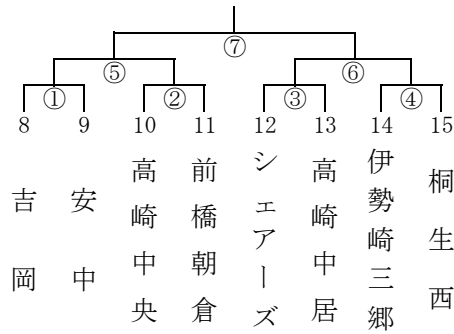 ⑦
⑤ ⑥
① ② ③ ④
8 9 10 11 12 13 14 15
吉岡
安中
高崎中央
前橋朝倉
シェアーズ
高崎中居
伊勢崎三郷
桐生西